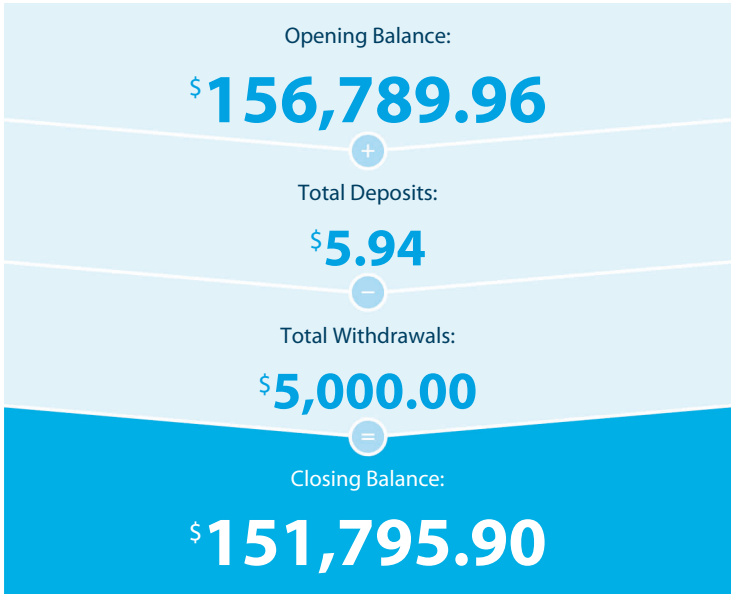 Opening Balance:
$156,789.96
+
Total Deposits:
$5.94
−
Total Withdrawals:
$5,000.00
=
Closing Balance:
$151,795.90